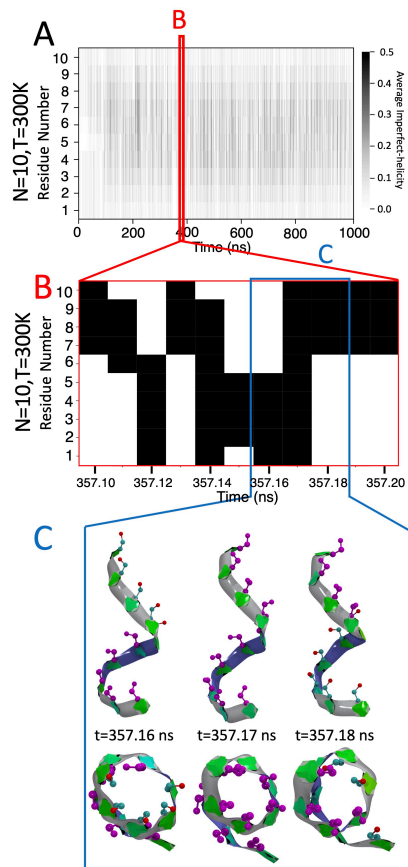 B
A
N=10,T=300K
Residue Number
10
9
8
7
6
5
4
3
2
1
0 200 400 600 800 1000
Time (ns)
0.5
0.4
0.3
0.2
0.1
0.0
Average Imperfect-helicity
C
B
N=10,T=300K
Residue Number
10
9
8
7
6
5
4
3
2
1
357.10 357.12 357.14 357.16 357.18 357.20
Time (ns)
C
t=357.16 ns t=357.17 ns t=357.18 ns